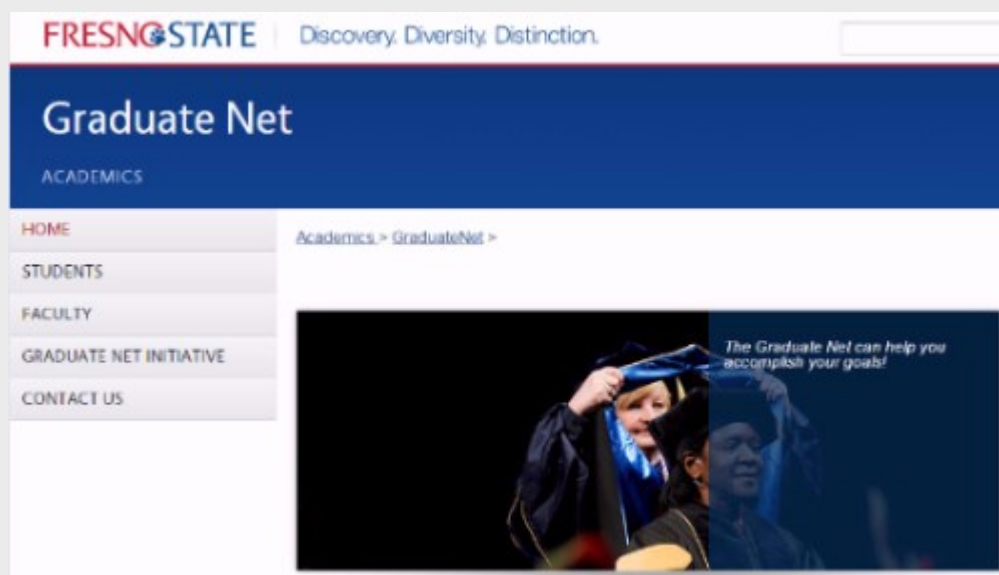 FRESNO STATE Discovery. Diversity. Distinction.
Graduate Net
ACADEMICS
HOME
Academics > GraduateNet >
STUDENTS
FACULTY
GRADUATE NET INITIATIVE
CONTACT US
The Graduate Net can help you
accomplish your goals!